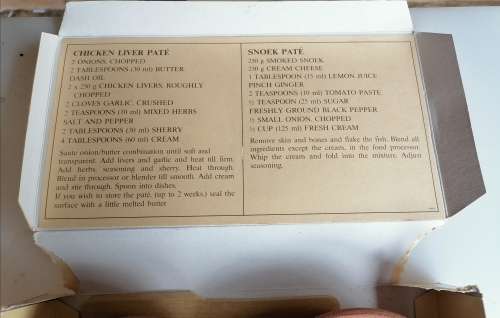 CHICKEN LIVER PATÉ
2 ONIONS, CHOPPED
2 TABLESPOONS (30 ml) BUTTER
DASH OIL
2 x 250 g CHICKEN LIVERS, ROUGHLY
CHOPPED
2 CLOVES GARLIC, CRUSHED
2 TEASPOONS (10 ml) MIXED HERBS
SALT AND PEPPER
2 TABLESPOONS (30 ml) SHERRY
4 TABLESPOONS (60 ml) CREAM
Saute onion/butter combination until soft and
transparent. Add livers and garlic and heat till firm.
Add herbs, seasoning and sherry. Heat through.
Blend in processor or blender till smooth. Add cream
and stir through. Spoon into dishes.
If you wish to store the paté, (up to 2 weeks,) seal the
surface with a little melted butter
SNOEK PATÉ
250 g SMOKED SNOEK
250 g CREAM CHEESE
1 TABLESPOON (15 ml) LEMON JUICE
PINCH GINGER
2 TEASPOONS (10 ml) TOMATO PASTE
½ TEASPOON (25 ml) SUGAR
FRESHLY GROUND BLACK PEPPER
½ SMALL ONION, CHOPPED
½ CUP (125 ml) FRESH CREAM
Remove skin and bones and flake the fish. Blend all
ingredients except the cream, in the food processor.
Whip the cream and fold into the mixture. Adjust
seasoning.